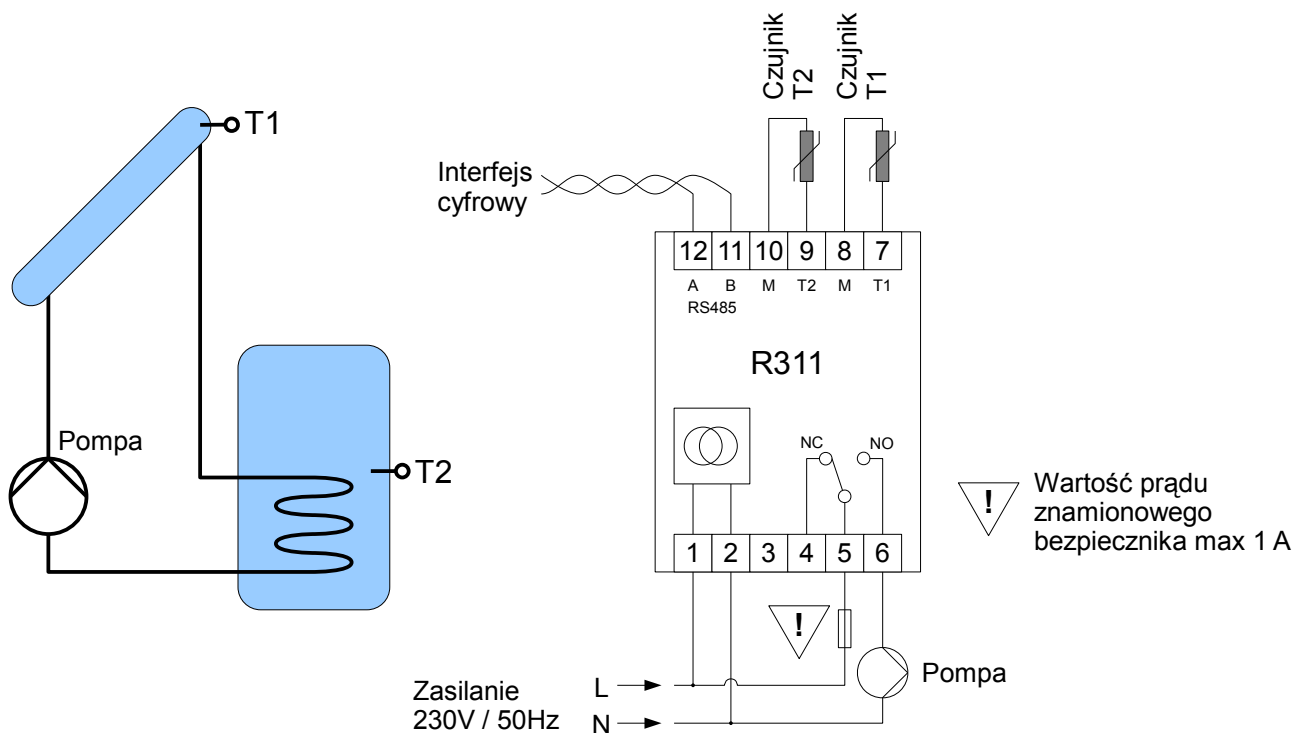 T1
Pompa
T2
Czujnik
T2
Czujnik
T1
Interfejs
cyfrowy
12 11 10 9 8 7
A B M T2 M T1
RS485
R311
NC NO
1 2 3 4 5 6
!
Wartość prądu
znamionowego
bezpiecznika max 1 A
!
Pompa
Zasilanie
230V / 50Hz
L
N